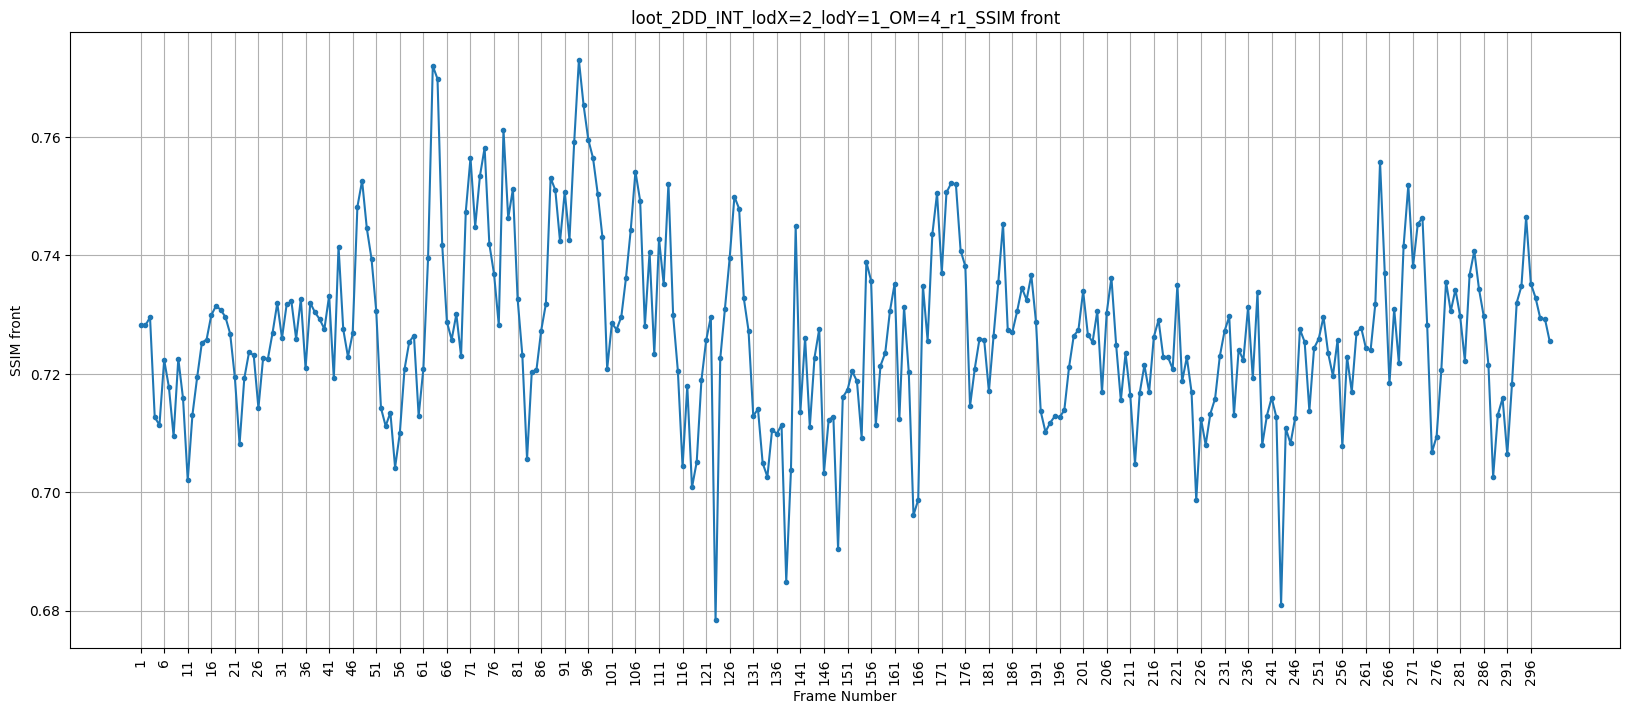 loot_2DD_INT_lodX=2_lodY=1_OM=4_r1_SSIM front
SSIM front
0.76
0.74
0.72
0.70
0.68
1 6 11 16 21 26 31 36 41 46 51 56 61 66 71 76 81 86 91 96 101 106 111 116 121 126 131 136 141 146 151 156 161 166 171 176 181 186 191 196 201 206 211 216 221 226 231 236 241 246 251 256 261 266 271 276 281 286 291 296
Frame Number